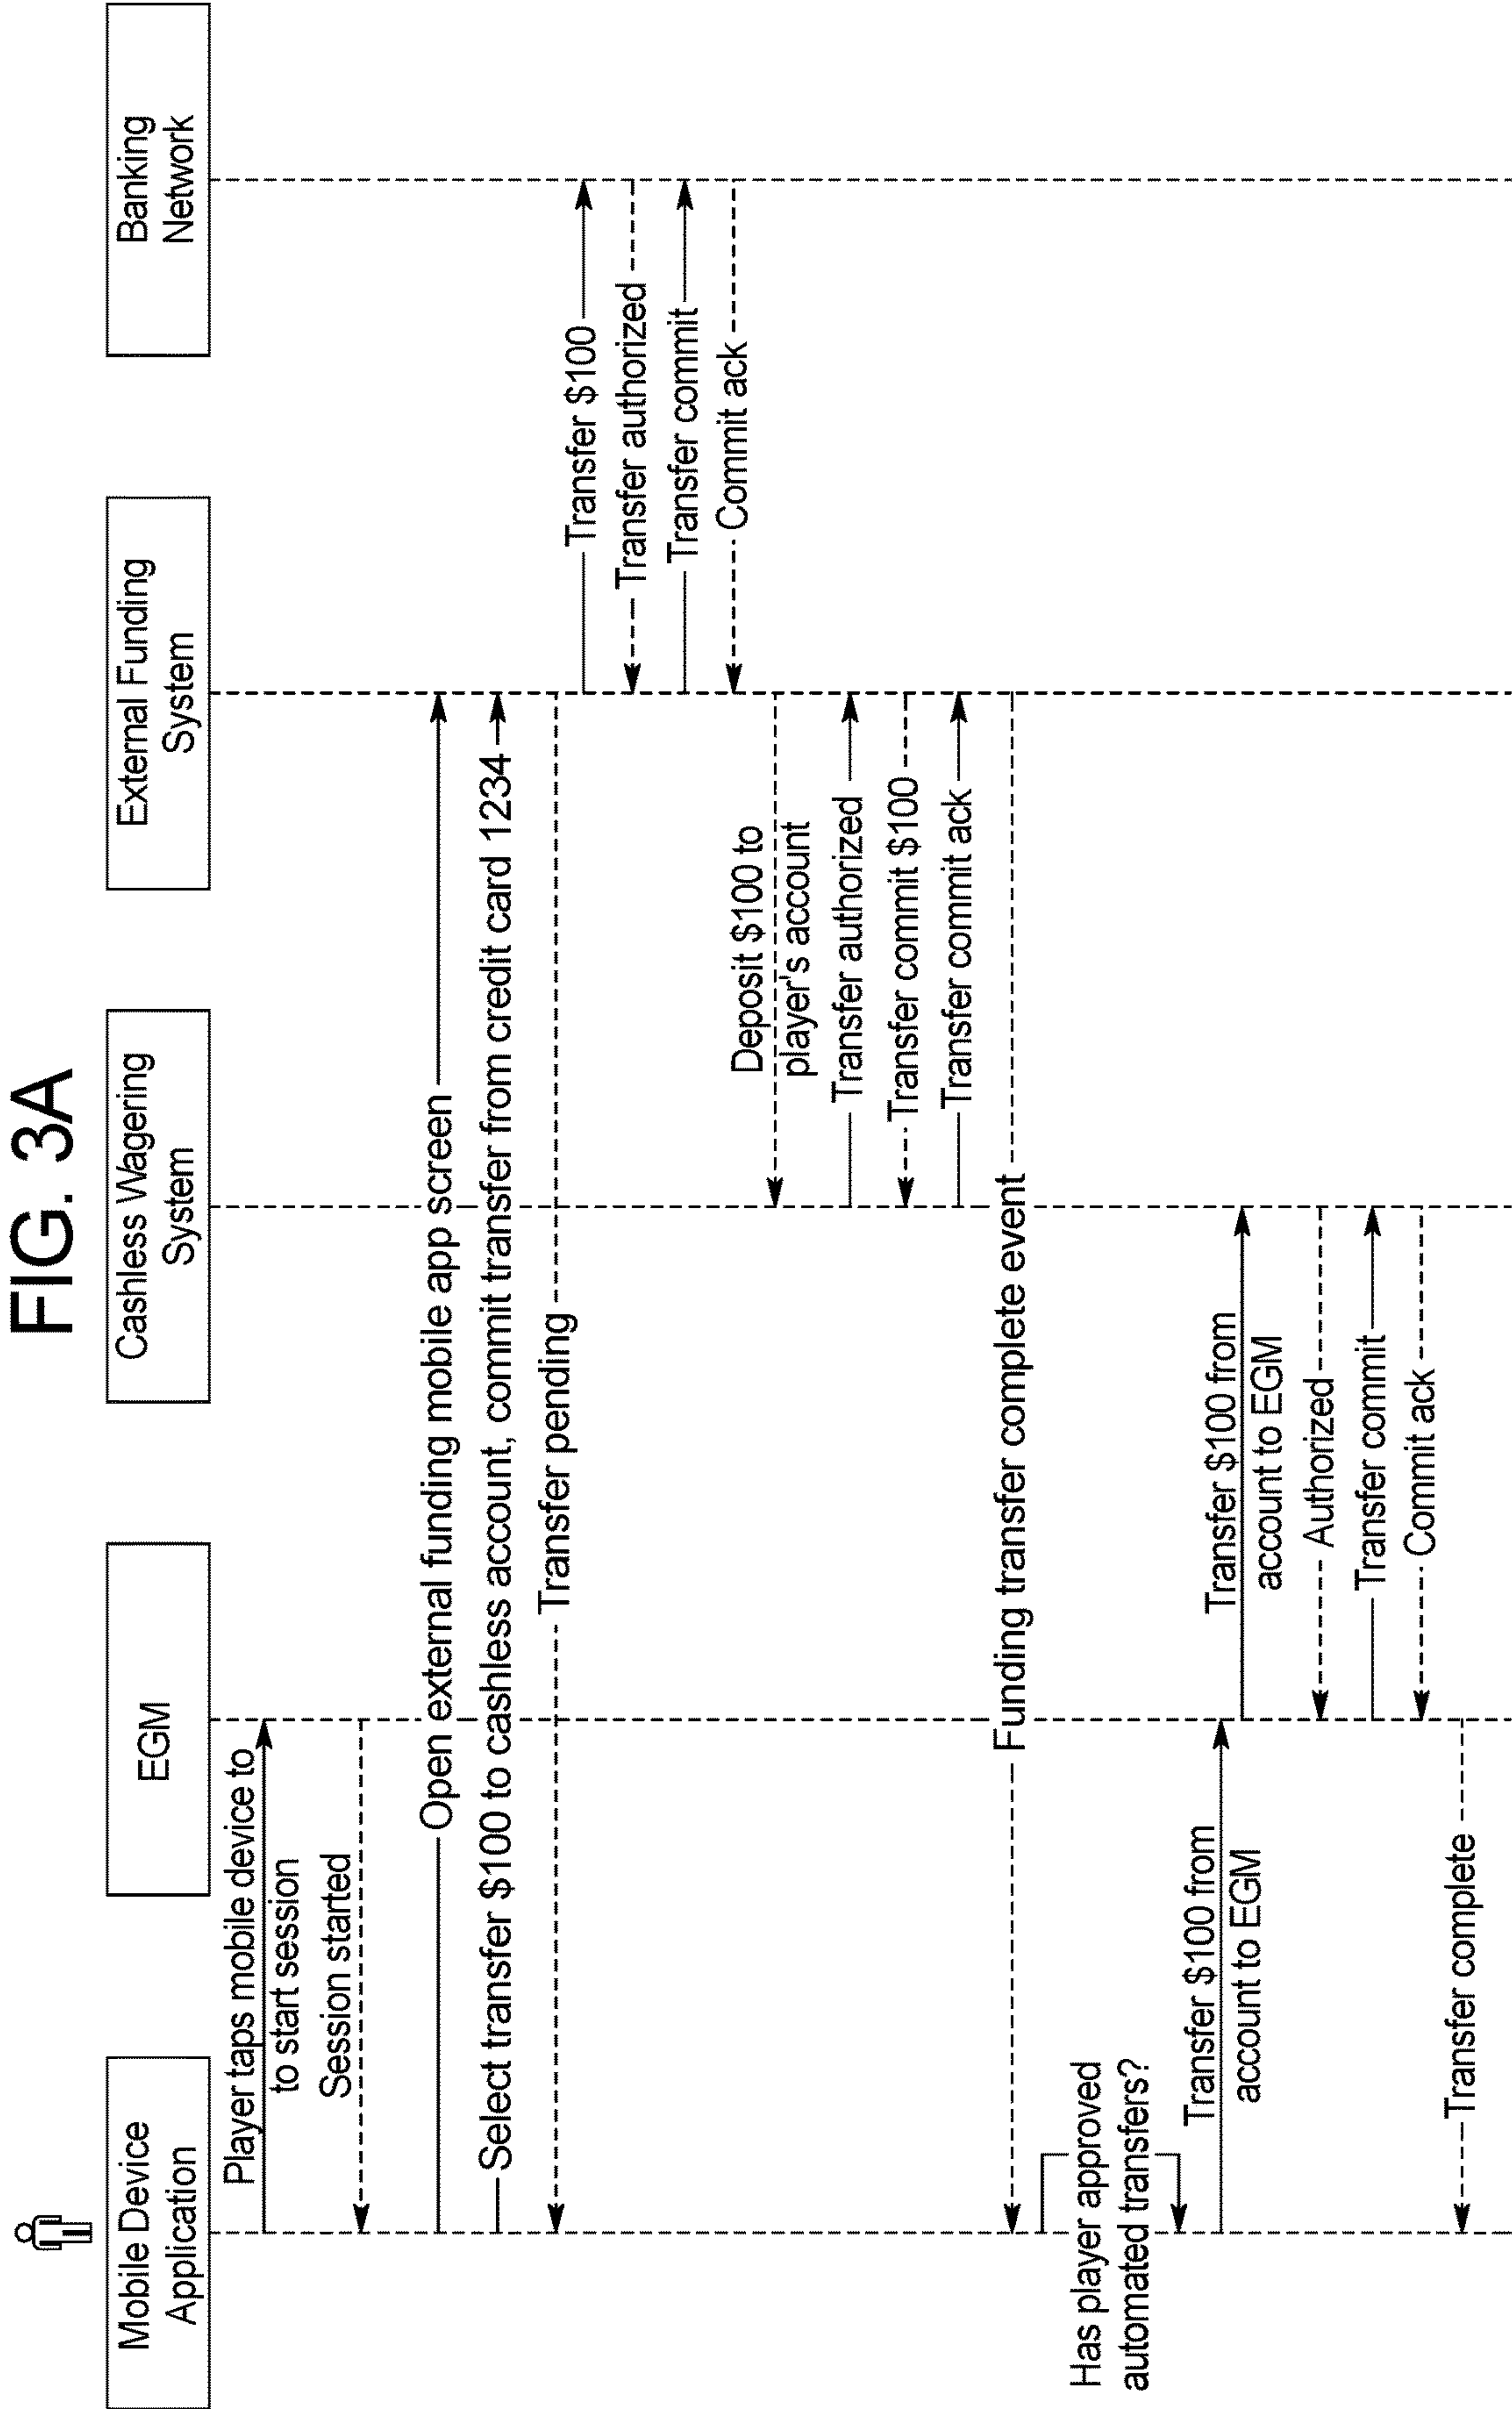 FIG. 3A
Mobile Device
Application
EGM
Cashless Wagering
System
External Funding
System
Banking
Network
Player taps mobile device to
to start session
Session started
Open external funding mobile app screen
Select transfer $100 to cashless account, commit transfer from credit card 1234
Transfer pending
Transfer $100
Transfer authorized
Transfer commit
Commit ack
Deposit $100 to
player's account
Transfer authorized
Transfer commit $100
Transfer commit ack
Funding transfer complete event
Has player approved
automated transfers?
Transfer $100 from
account to EGM
Transfer $100 from
account to EGM
Authorized
Transfer commit
Commit ack
Transfer complete